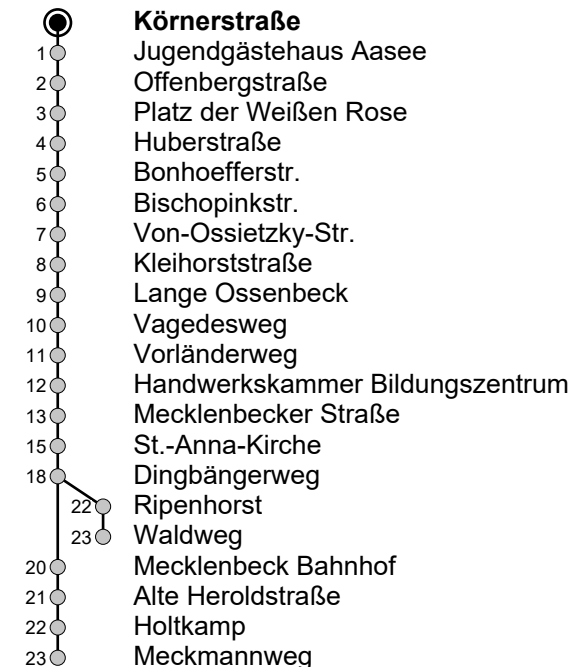 Körnerstraße
1 Jugendgästehaus Aasee
2 Offenbergstraße
3 Platz der Weißen Rose
4 Huberstraße
5 Bonhoefferstr.
6 Bischopinkstr.
7 Von-Ossietzky-Str.
8 Kleihorststraße
9 Lange Ossenbeck
10 Vagedesweg
11 Vorländerweg
12 Handwerkskammer Bildungszentrum
13 Mecklenbecker Straße
15 St.-Anna-Kirche
18 Dingbängerweg
22 Ripenhorst
23 Waldweg
20 Mecklenbeck Bahnhof
21 Alte Heroldstraße
22 Holtkamp
23 Meckmannweg